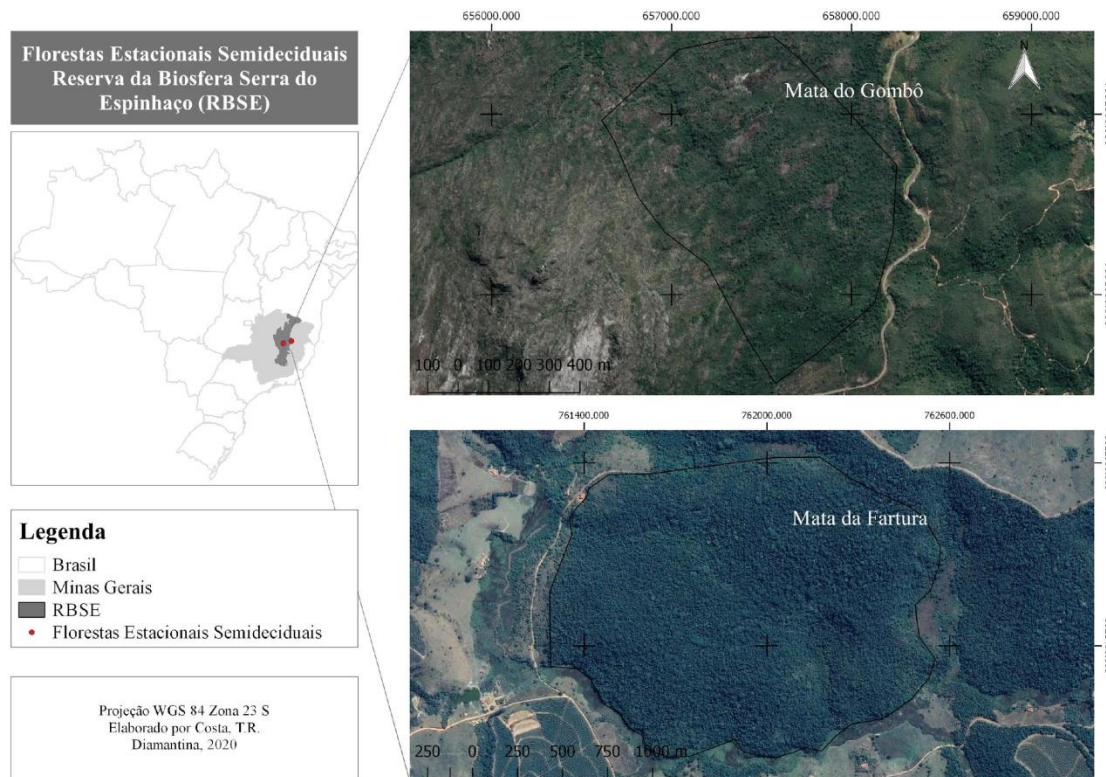 Florestas Estacionais Semideciduais
Reserva da Biosfera Serra do
Espinhaço (RBSE)
Legenda
Brasil
Minas Gerais
RBSE
Florestas Estacionais Semideciduais
Projeção WGS 84 Zona 23 S
Elaborado por Costa, T.R.
Diamantina, 2020
656000.000 657000.000 658000.000 659000.000
N
Mata do Gombô
100 0 100 200 300 400 m
761400.000 762000.000 762600.000
Mata da Fartura
250 0 250 500 750 1000 m